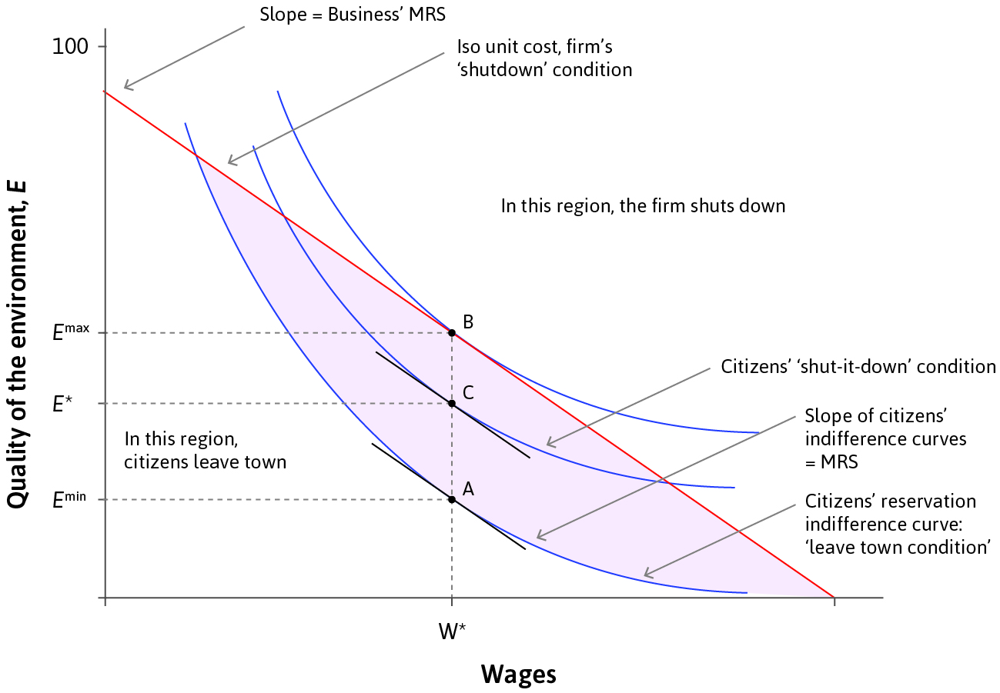 Slope = Business’ MRS
Iso unit cost, firm’s
‘shutdown’ condition
100
Quality of the environment, E
In this region, the firm shuts down
B
Eᵐᵃˣ
Citizens’ ‘shut-it-down’ condition
C
E*
Slope of citizens’
indifference curves
= MRS
In this region,
citizens leave town
A
Eᵐⁱⁿ
Citizens’ reservation
indifference curve:
‘leave town condition’
W*
Wages